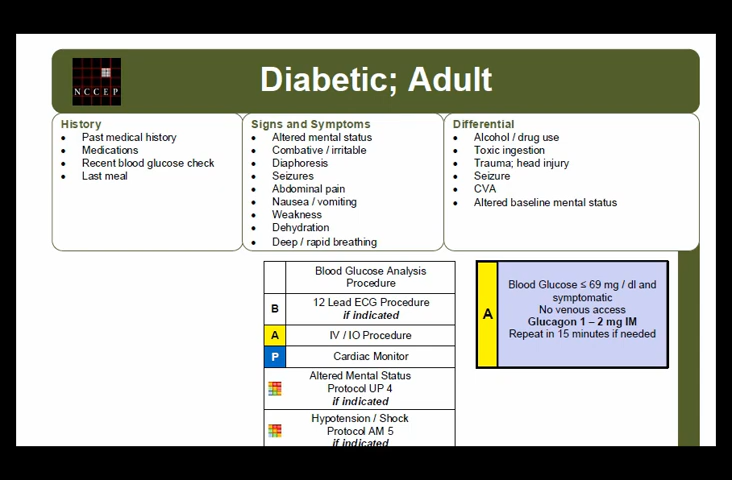 Diabetic; Adult
N C C E P
History
• Past medical history
• Medications
• Recent blood glucose check
• Last meal
Signs and Symptoms
• Altered mental status
• Combative / irritable
• Diaphoresis
• Seizures
• Abdominal pain
• Nausea / vomiting
• Weakness
• Dehydration
• Deep / rapid breathing
Differential
• Alcohol / drug use
• Toxic ingestion
• Trauma; head injury
• Seizure
• CVA
• Altered baseline mental status
Blood Glucose Analysis
Procedure
B
12 Lead ECG Procedure
if indicated
A
IV / IO Procedure
P
Cardiac Monitor
Altered Mental Status
Protocol UP 4
if indicated
Hypotension / Shock
Protocol AM 5
if indicated
A
Blood Glucose ≤ 69 mg / dl and
symptomatic
No venous access
Glucagon 1 – 2 mg IM
Repeat in 15 minutes if needed